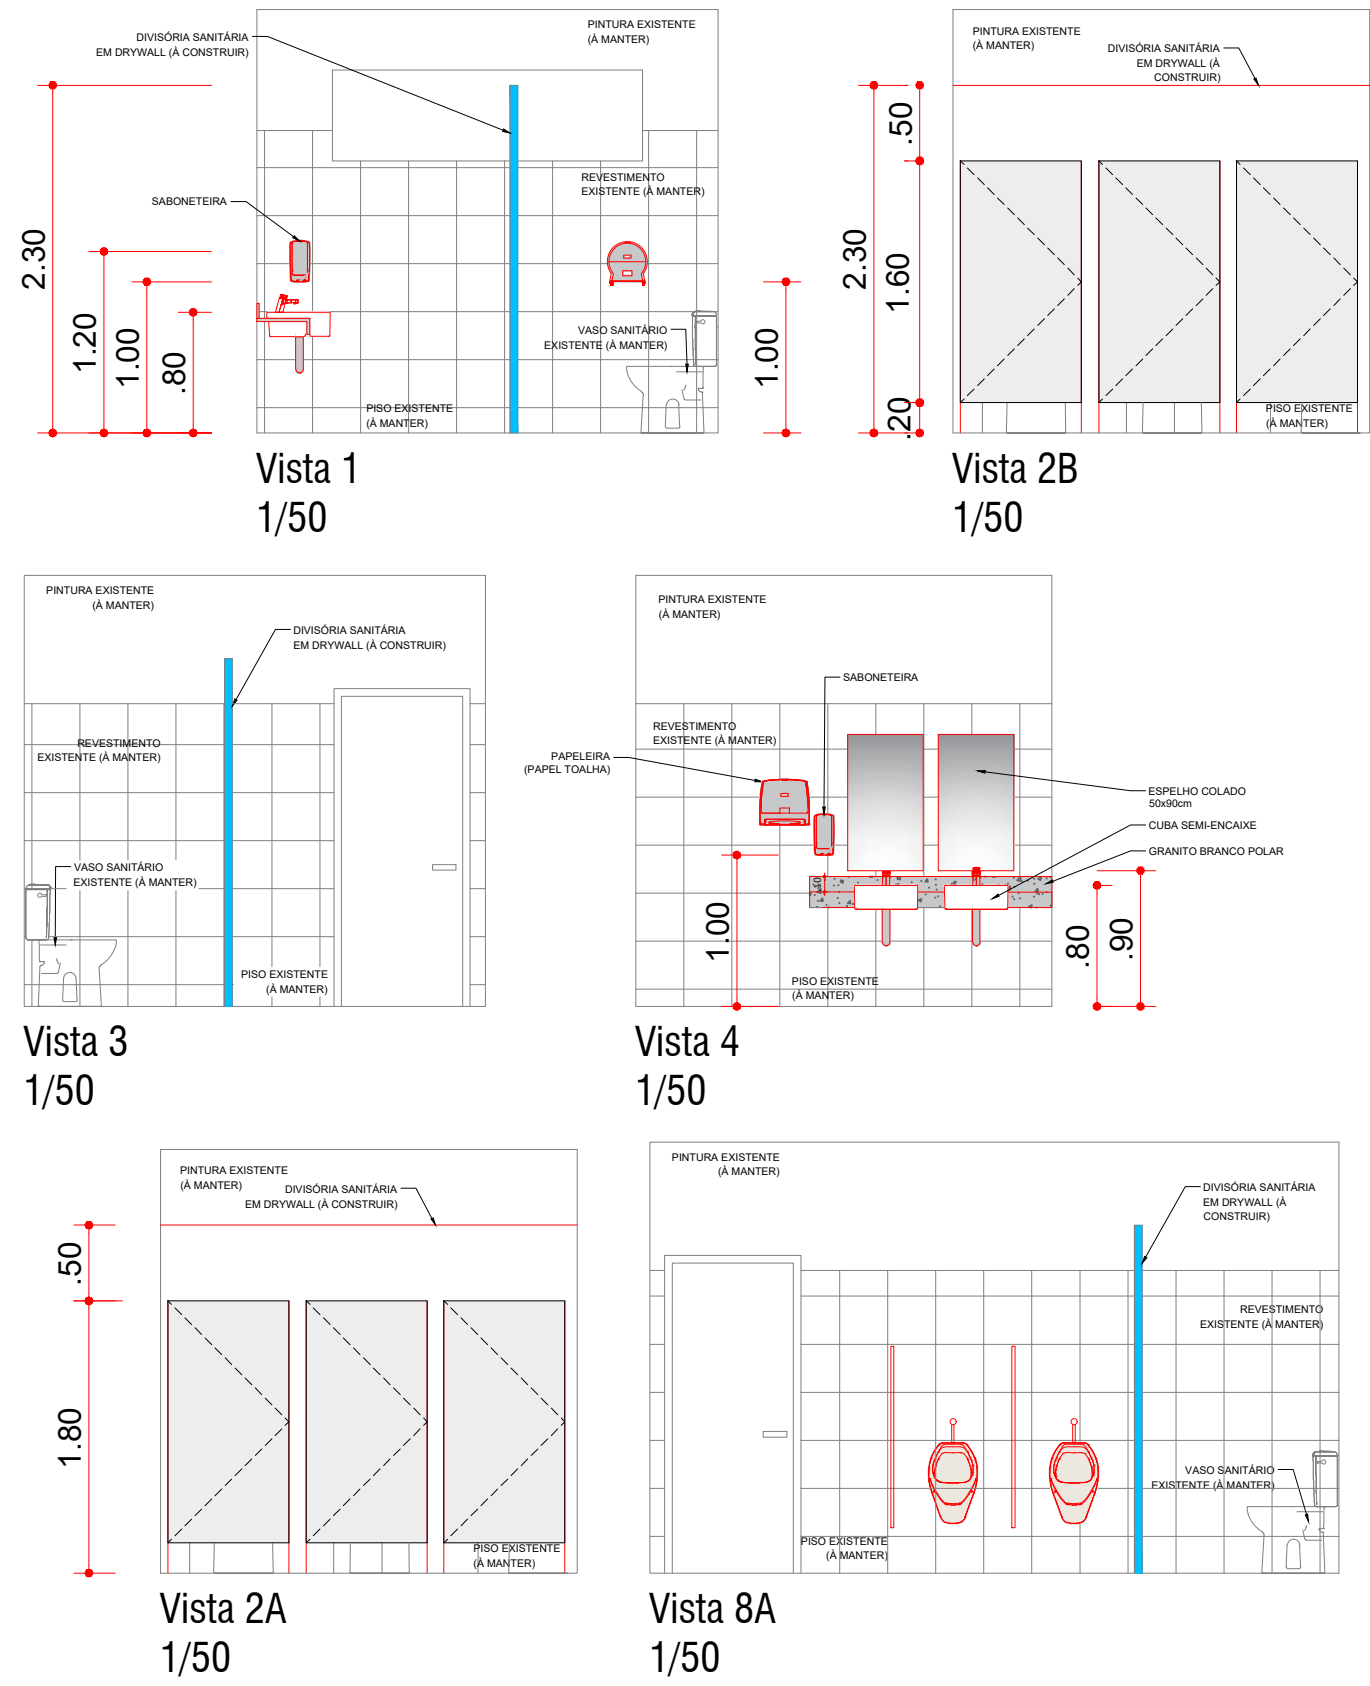 DIVISÓRIA SANITÁRIA
EM DRYWALL (À CONSTRUIR)
PINTURA EXISTENTE
(À MANTER)
SABONETEIRA
REVESTIMENTO
EXISTENTE (À MANTER)
VASO SANITÁRIO
EXISTENTE (À MANTER)
PISO EXISTENTE
(À MANTER)
2.30
1.20
1.00
.80
1.00
Vista 1
1/50
PINTURA EXISTENTE
(À MANTER)
DIVISÓRIA SANITÁRIA
EM DRYWALL (À
CONSTRUIR)
2.30
.50
1.60
.20
PISO EXISTENTE
(À MANTER)
Vista 2B
1/50
PINTURA EXISTENTE
(À MANTER)
DIVISÓRIA SANITÁRIA
EM DRYWALL (À CONSTRUIR)
REVESTIMENTO
EXISTENTE (À MANTER)
VASO SANITÁRIO
EXISTENTE (À MANTER)
PISO EXISTENTE
(À MANTER)
Vista 3
1/50
PINTURA EXISTENTE
(À MANTER)
SABONETEIRA
REVESTIMENTO
EXISTENTE (À MANTER)
PAPELEIRA
(PAPEL TOALHA)
ESPELHO COLADO
50x90cm
CUBA SEMI-ENCAIXE
GRANITO BRANCO POLAR
.10
1.00
.80
.90
PISO EXISTENTE
(À MANTER)
Vista 4
1/50
PINTURA EXISTENTE
(À MANTER)
DIVISÓRIA SANITÁRIA
EM DRYWALL (À CONSTRUIR)
.50
1.80
PISO EXISTENTE
(À MANTER)
Vista 2A
1/50
PINTURA EXISTENTE
(À MANTER)
DIVISÓRIA SANITÁRIA
EM DRYWALL (À
CONSTRUIR)
REVESTIMENTO
EXISTENTE (À MANTER)
VASO SANITÁRIO
EXISTENTE (À MANTER)
PISO EXISTENTE
(À MANTER)
Vista 8A
1/50